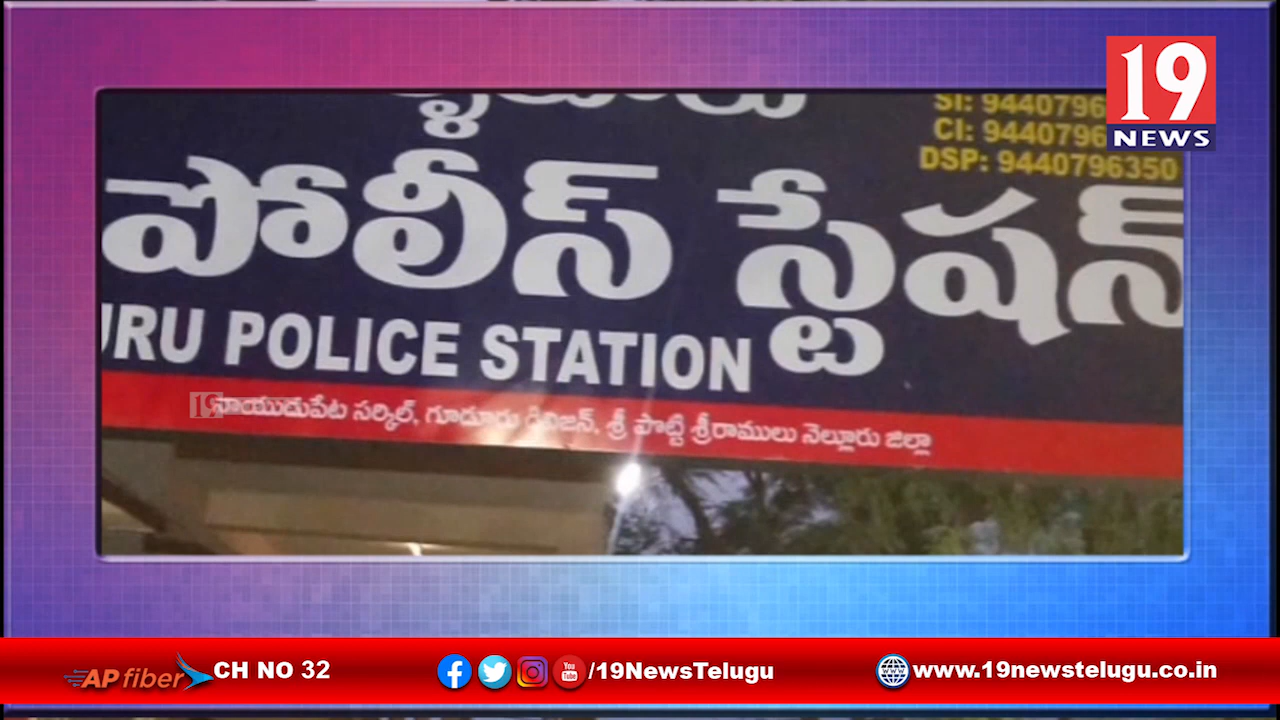 19
NEWS
SI: 9440796
CI: 9440796
DSP: 9440796350
పోలీస్ స్టేషన్
URU POLICE STATION
నాయుడుపేట సర్కిల్, గూడూరు డివిజన్, శ్రీ పొట్టి శ్రీరాములు నెల్లూరు జిల్లా
AP fiber CH NO 32
/19NewsTelugu
www.19newstelugu.co.in